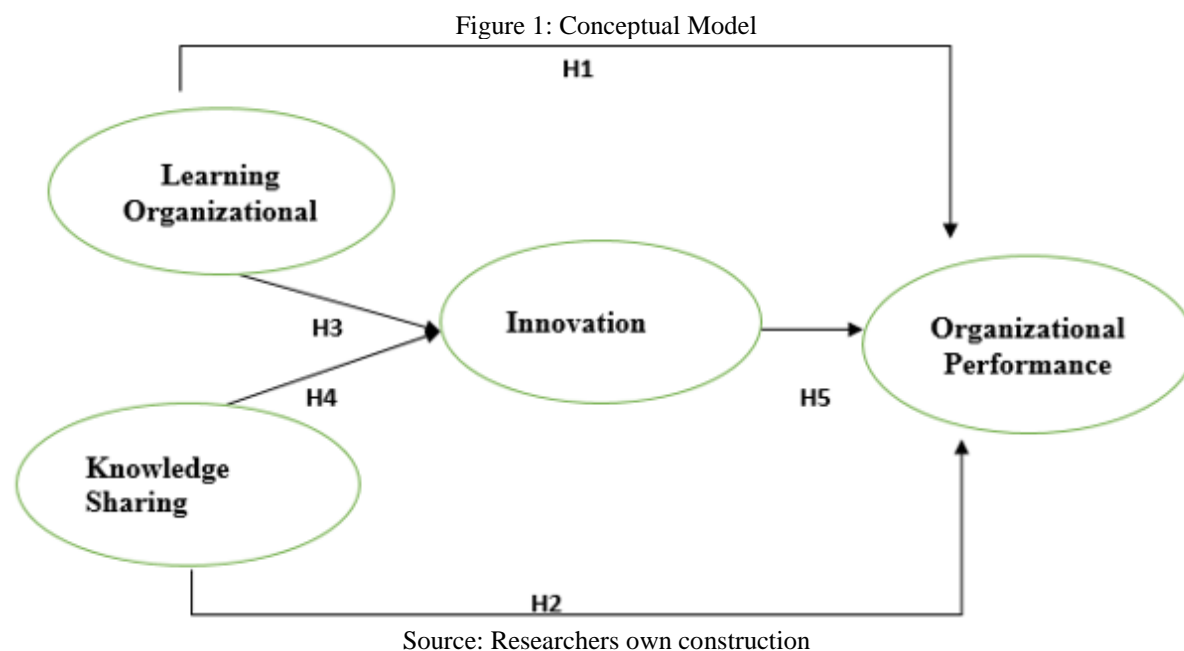 Figure 1: Conceptual Model
H1
Learning
Organizational
H3
Innovation
Organizational
Performance
H4
H5
Knowledge
Sharing
H2
Source: Researchers own construction